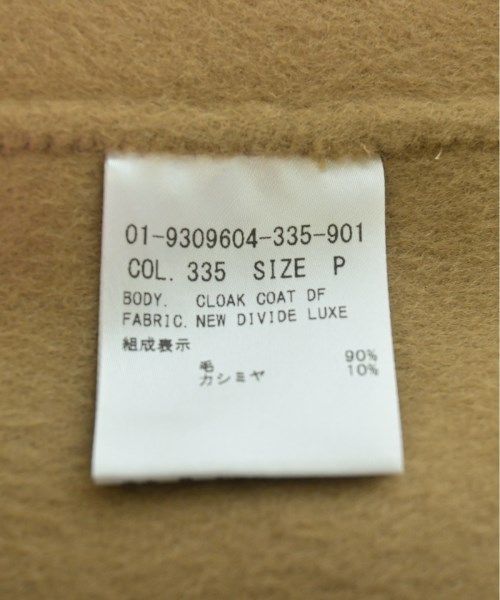 01-9309604-335-901
COL. 335 SIZE P
BODY. CLOAK COAT DF
FABRIC. NEW DIVIDE LUXE
組成表示
毛 90%
カシミヤ 10%